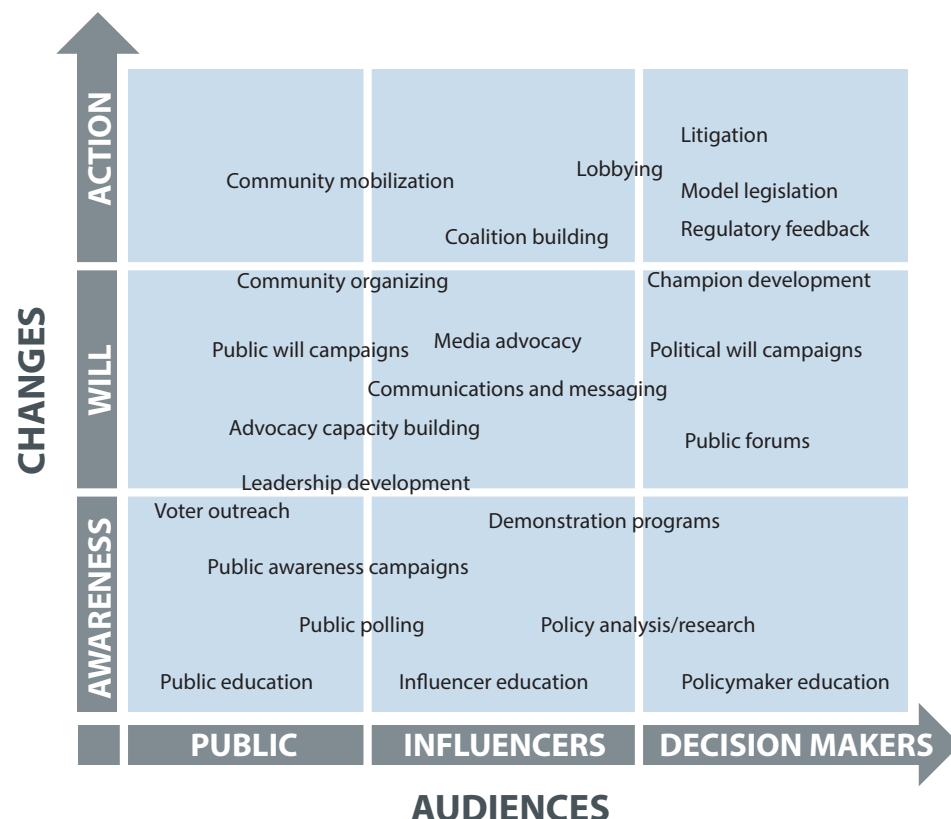 CHANGES
ACTION
Litigation
Lobbying
Community mobilization
Model legislation
Regulatory feedback
Coalition building
WILL
Community organizing
Champion development
Media advocacy
Public will campaigns
Political will campaigns
Communications and messaging
Advocacy capacity building
Public forums
Leadership development
AWARENESS
Voter outreach
Demonstration programs
Public awareness campaigns
Public polling
Policy analysis/research
Public education
Influencer education
Policymaker education
PUBLIC
INFLUENCERS
DECISION MAKERS
AUDIENCES